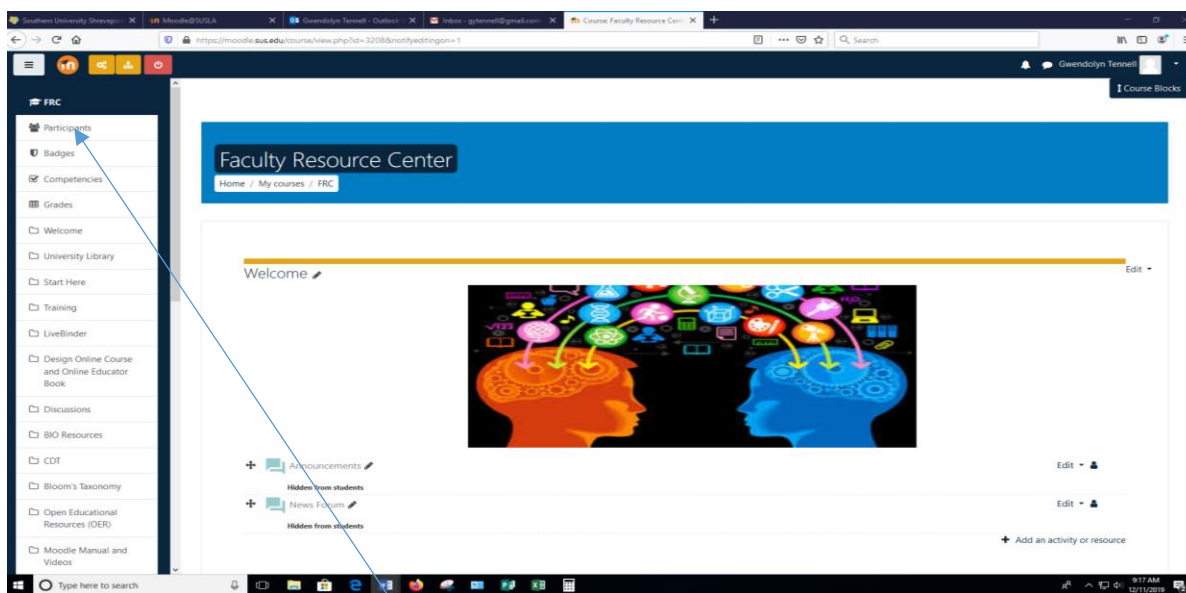 Southern University Shrevepor
Moodle@SUSLA
Gwendolyn Tennell - Outlook
Inbox - gytennell@gmail.com
Course: Faculty Resource Cen
https://moodle.sus.edu/course/view.php?id=3208&notifyeditingon=1
Search
Gwendolyn Tennell
Course Blocks
FRC
Participants
Badges
Competencies
Grades
Welcome
University Library
Start Here
Training
LiveBinder
Design Online Course
and Online Educator
Book
Discussions
BIO Resources
CDT
Bloom's Taxonomy
Open Educational
Resources (OER)
Moodle Manual and
Videos
Faculty Resource Center
Home / My courses / FRC
Welcome
Edit
Announcements
Edit
Hidden from students
News Forum
Edit
Hidden from students
Add an activity or resource
Type here to search
9:17 AM
12/11/2019